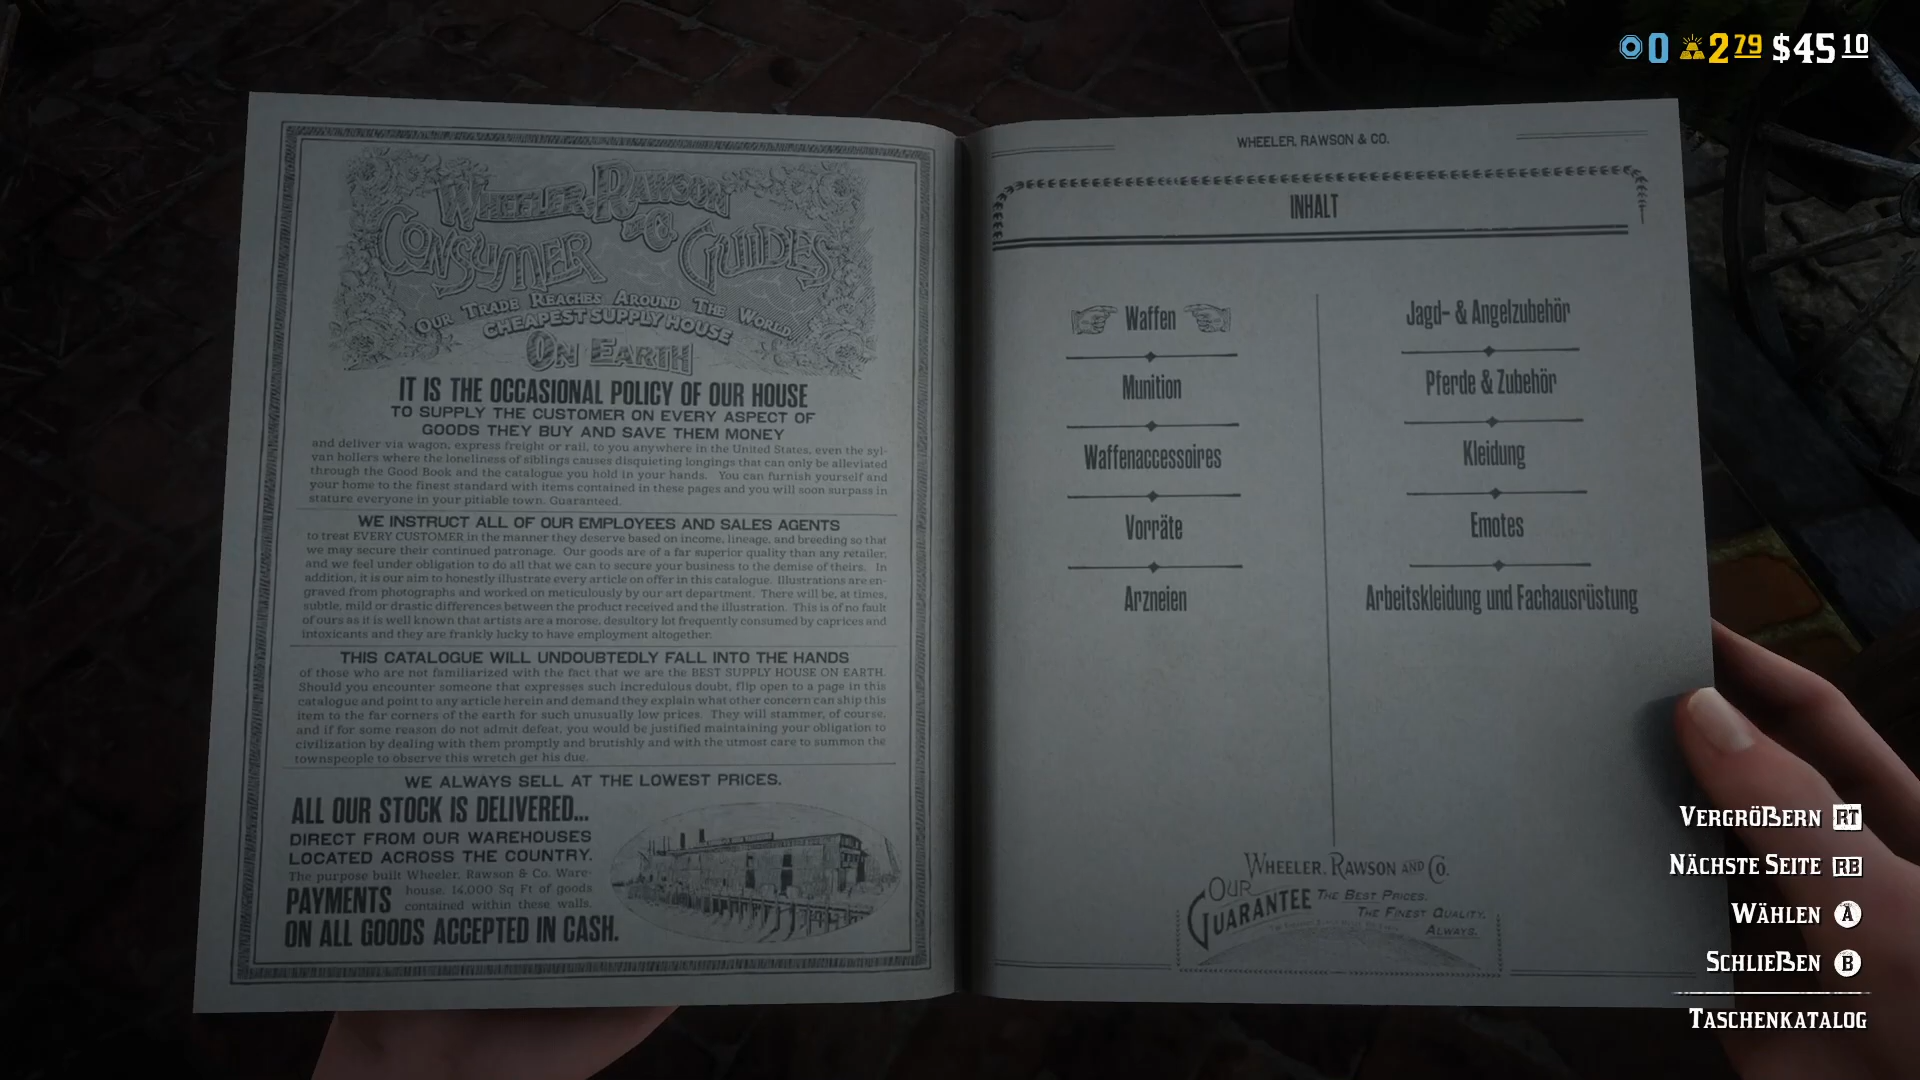 0 2 79 $45 10
WHEELER, RAWSON
& Co.
CONSUMER GUIDES
OUR TRADE REACHES AROUND THE WORLD
CHEAPEST SUPPLY HOUSE
ON EARTH
IT IS THE OCCASIONAL POLICY OF OUR HOUSE
TO SUPPLY THE CUSTOMER ON EVERY ASPECT OF
GOODS THEY BUY AND SAVE THEM MONEY
and deliver via wagon, express freight or rail, to you anywhere in the United States, even the syl-
van hollers where the loneliness of siblings causes disquieting longings that can only be alleviated
through the Good Book and the catalogue you hold in your hands. You can furnish yourself and
your home to the finest standard with items contained in these pages and you will soon surpass in
stature everyone in your pitiable town. Guaranteed.
WE INSTRUCT ALL OF OUR EMPLOYEES AND SALES AGENTS
to treat EVERY CUSTOMER in the manner they deserve based on income, lineage, and breeding so that
we may secure their continued patronage. Our goods are of a far superior quality than any retailer,
and we feel under obligation to do all that we can to secure your business to the demise of theirs. In
addition, it is our aim to honestly illustrate every article on offer in this catalogue. Illustrations are en-
graved from photographs and worked on meticulously by our art department. There will be, at times,
subtle, mild or drastic differences between the product received and the illustration. This is of no fault
of ours as it is well known that artists are a morose, desultory lot frequently consumed by caprices and
intoxicants and they are frankly lucky to have employment altogether.
THIS CATALOGUE WILL UNDOUBTEDLY FALL INTO THE HANDS
of those who are not familiarized with the fact that we are the BEST SUPPLY HOUSE ON EARTH.
Should you encounter someone that expresses such incredulous doubt, flip open to a page in this
catalogue and point to any article herein and demand they explain what other concern can ship this
item to the far corners of the earth for such unusually low prices. They will stammer, of course,
and if for some reason do not admit defeat, you would be justified maintaining your obligation to
civilization by dealing with them promptly and brutishly and with the utmost care to summon the
townspeople to observe this wretch get his due.
WE ALWAYS SELL AT THE LOWEST PRICES.
ALL OUR STOCK IS DELIVERED...
DIRECT FROM OUR WAREHOUSES
LOCATED ACROSS THE COUNTRY.
The purpose built Wheeler, Rawson & Co. Ware-
house. 14,000 Sq Ft of goods
contained within these walls.
PAYMENTS
ON ALL GOODS ACCEPTED IN CASH.
WHEELER, RAWSON & CO.
INHALT
Waffen
Munition
Waffenaccessoires
Vorräte
Arzneien
Jagd- & Angelzubehör
Pferde & Zubehör
Kleidung
Emotes
Arbeitskleidung und Fachausrüstung
WHEELER, RAWSON AND CO.
OUR
GUARANTEE
THE BEST PRICES.
THE FINEST QUALITY.
ALWAYS.
VERGRÖẞERN RT
NÄCHSTE SEITE RB
WÄHLEN A
SCHLIEẞEN B
TASCHENKATALOG